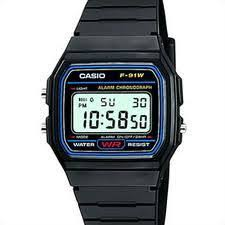 CASIO F-91W
LIGHT ALARM CHRONOGRAPH
SU 30
10:58 50
MODE ALARM ON·OFF/24HR
WATER WR RESIST